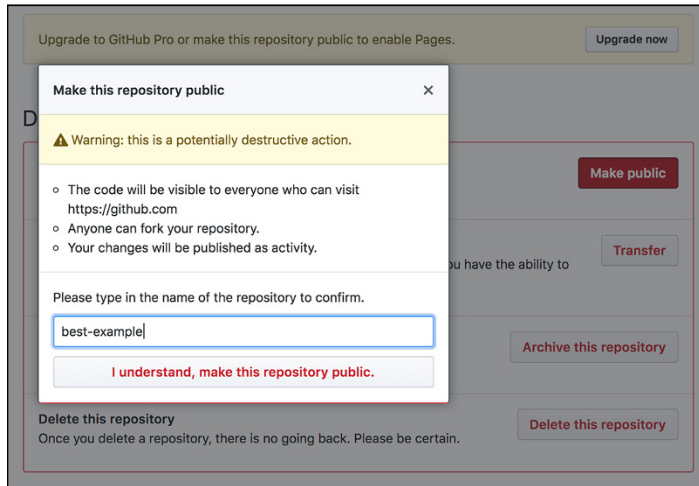 Upgrade to GitHub Pro or make this repository public to enable Pages.
Upgrade now
Make this repository public
×
D
Warning: this is a potentially destructive action.
Make public
The code will be visible to everyone who can visit
https://github.com
Anyone can fork your repository.
Your changes will be published as activity.
Transfer
ou have the ability to
Please type in the name of the repository to confirm.
best-example
Archive this repository
I understand, make this repository public.
Delete this repository
Once you delete a repository, there is no going back. Please be certain.
Delete this repository